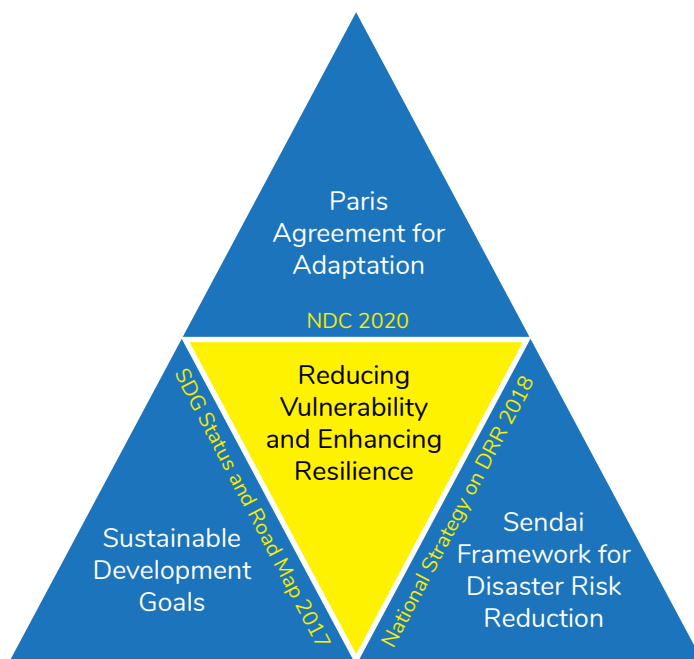 Paris
Agreement for
Adaptation
NDC 2020
Reducing
Vulnerability
and Enhancing
Resilience
SDG Status and Road Map 2017
National Strategy on DRR 2018
Sustainable
Development
Goals
Sendai
Framework for
Disaster Risk
Reduction